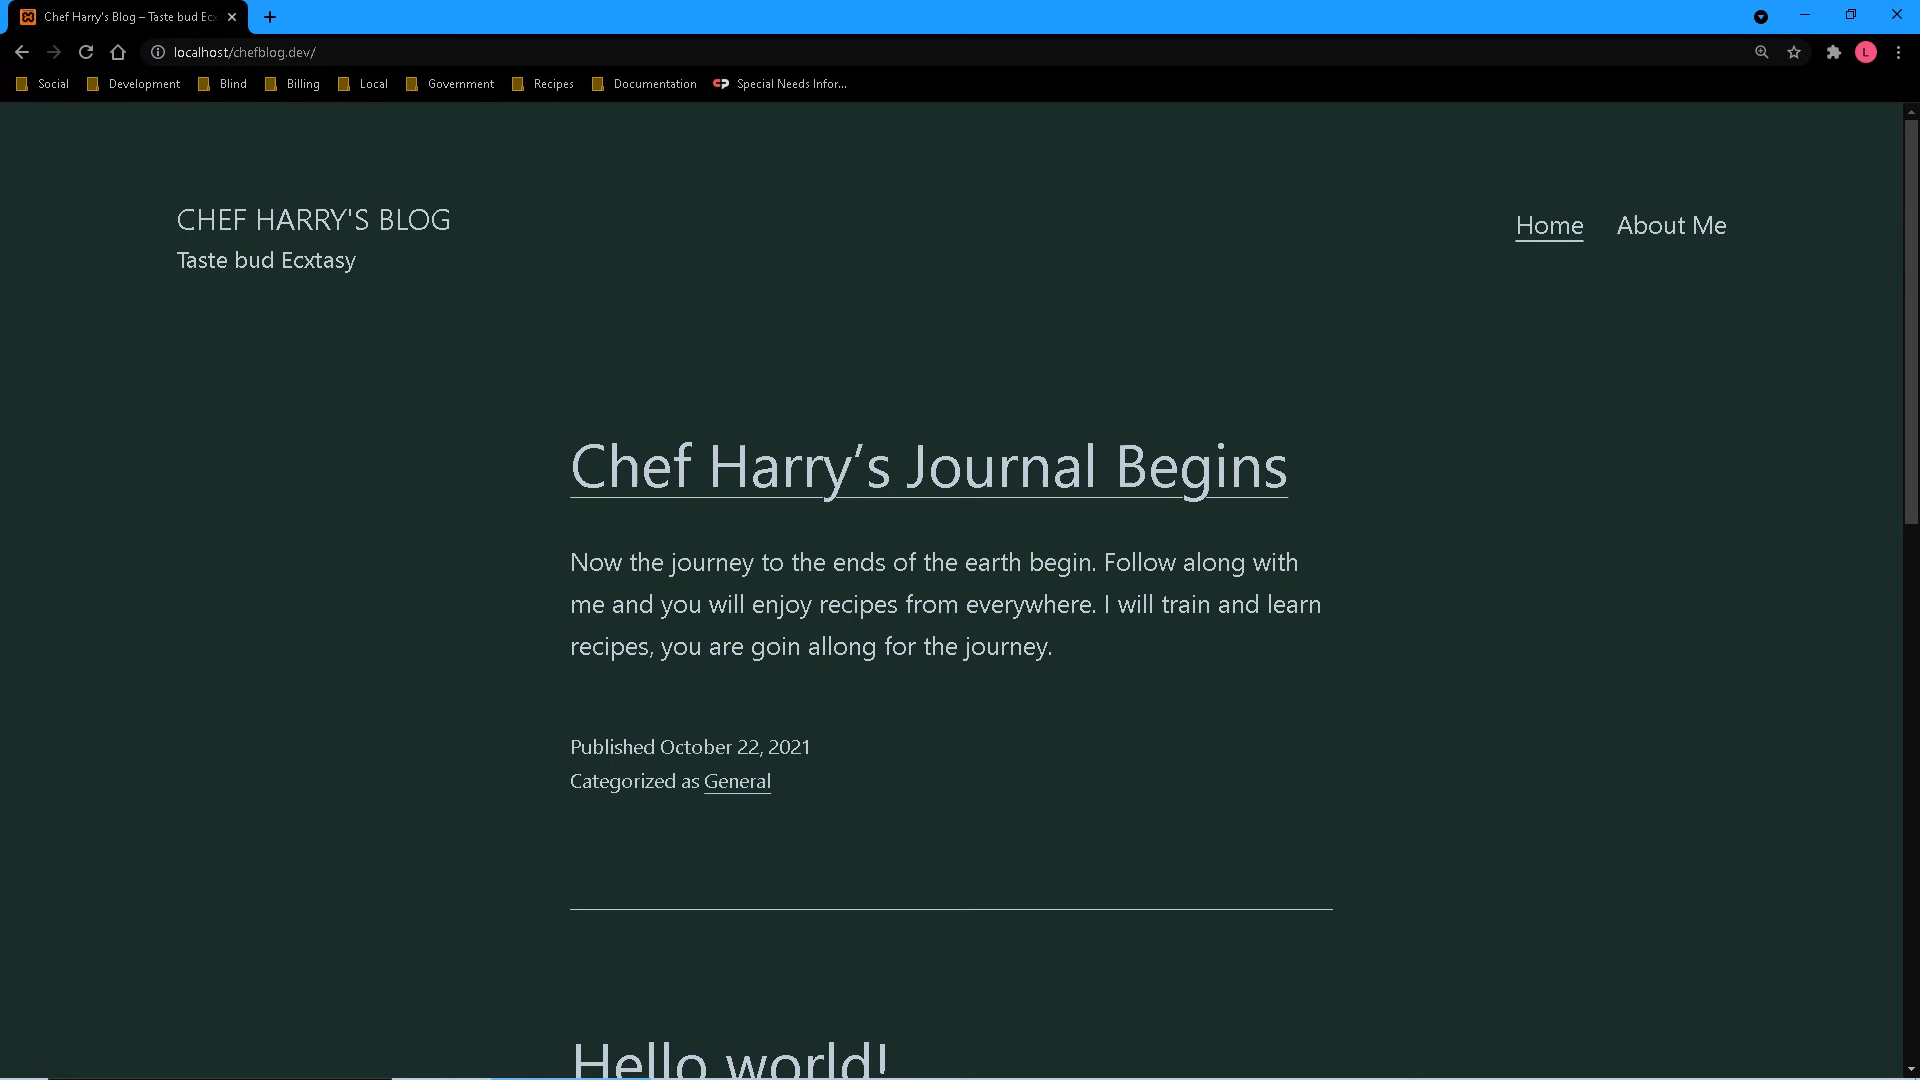 Chef Harry's Blog – Taste bud Ec
localhost/chefblog.dev/
L
Social
Development
Blind
Billing
Local
Government
Recipes
Documentation
Special Needs Infor...
CHEF HARRY'S BLOG
Taste bud Ecxtasy
Home
About Me
Chef Harry’s Journal Begins
Now the journey to the ends of the earth begin. Follow along with
me and you will enjoy recipes from everywhere. I will train and learn
recipes, you are goin allong for the journey.
Published October 22, 2021
Categorized as General
Hello world!